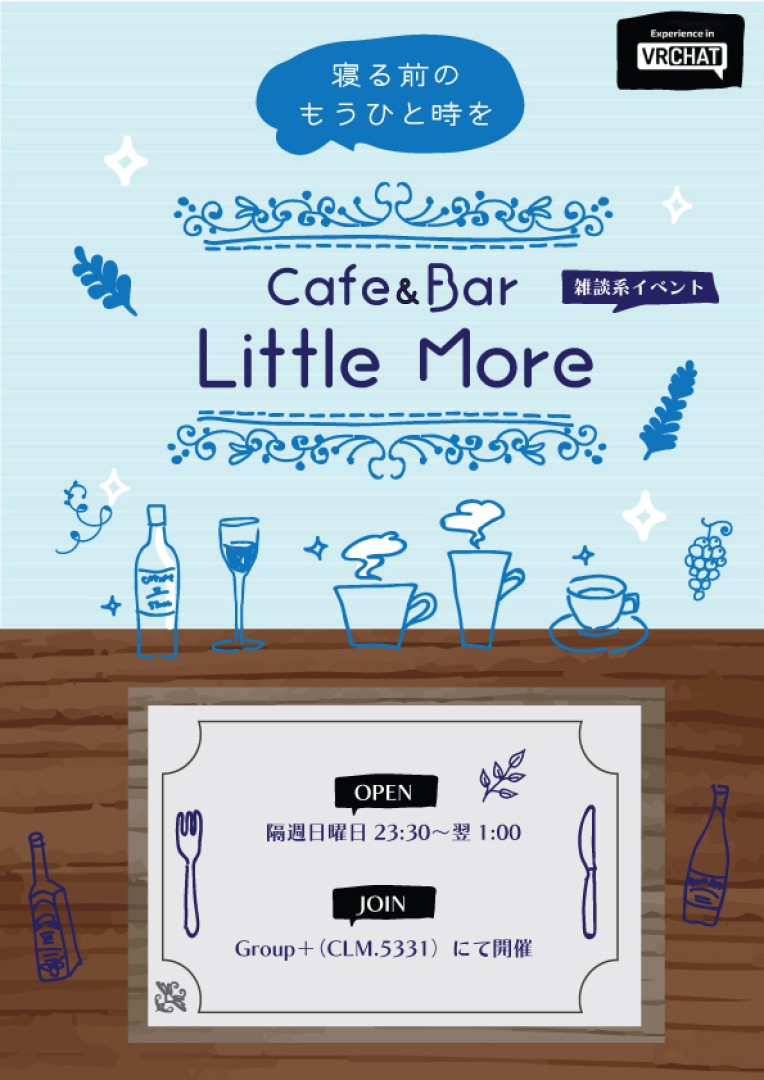 Experience in
VRCHAT
寝る前の
もうひと時を
Cafe&Bar
雑談系イベント
Little More
OPEN
隔週日曜日 23:30〜翌 1:00
JOIN
Group+（CLM.5331）にて開催